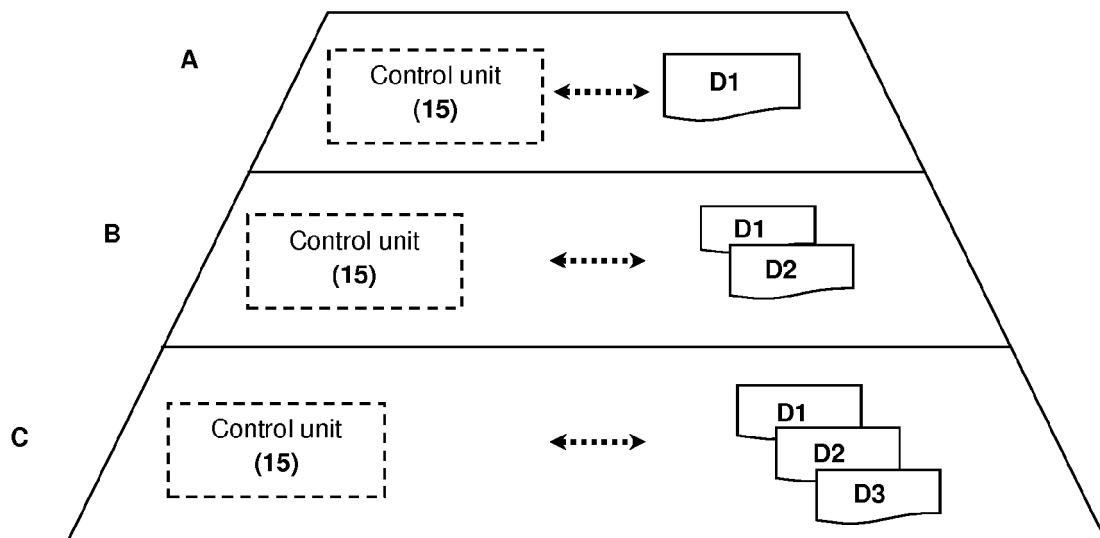 A
Control unit
(15)
D1
B
Control unit
(15)
D1
D2
C
Control unit
(15)
D1
D2
D3